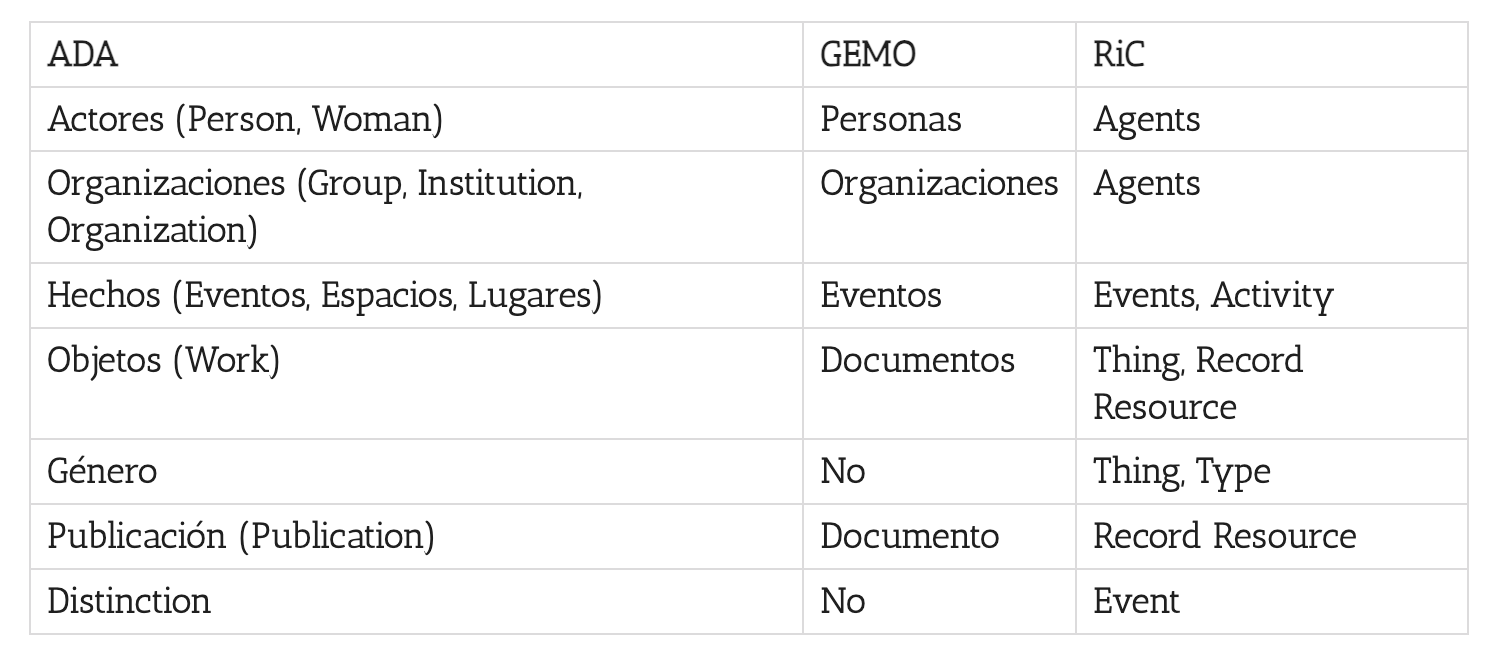 ADA GEMO RiC
Actores (Person, Woman) Personas Agents
Organizaciones (Group, Institution, Organizaciones Agents
Organization)
Hechos (Eventos, Espacios, Lugares) Eventos Events, Activity
Objetos (Work) Documentos Thing, Record
Resource
Género No Thing, Type
Publicación (Publication) Documento Record Resource
Distinction No Event